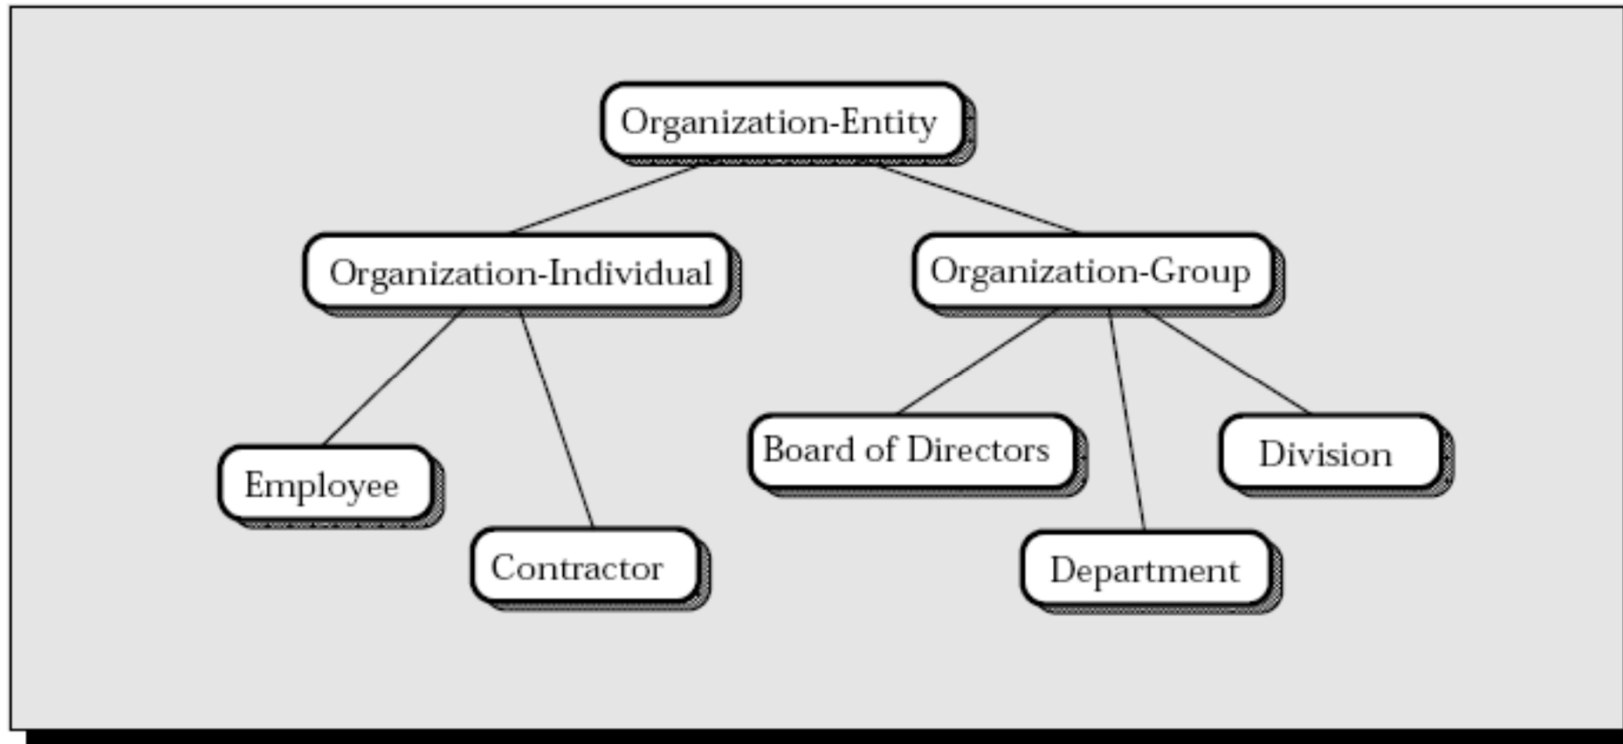 Organization-Entity
Organization-Individual
Organization-Group
Board of Directors
Division
Employee
Contractor
Department